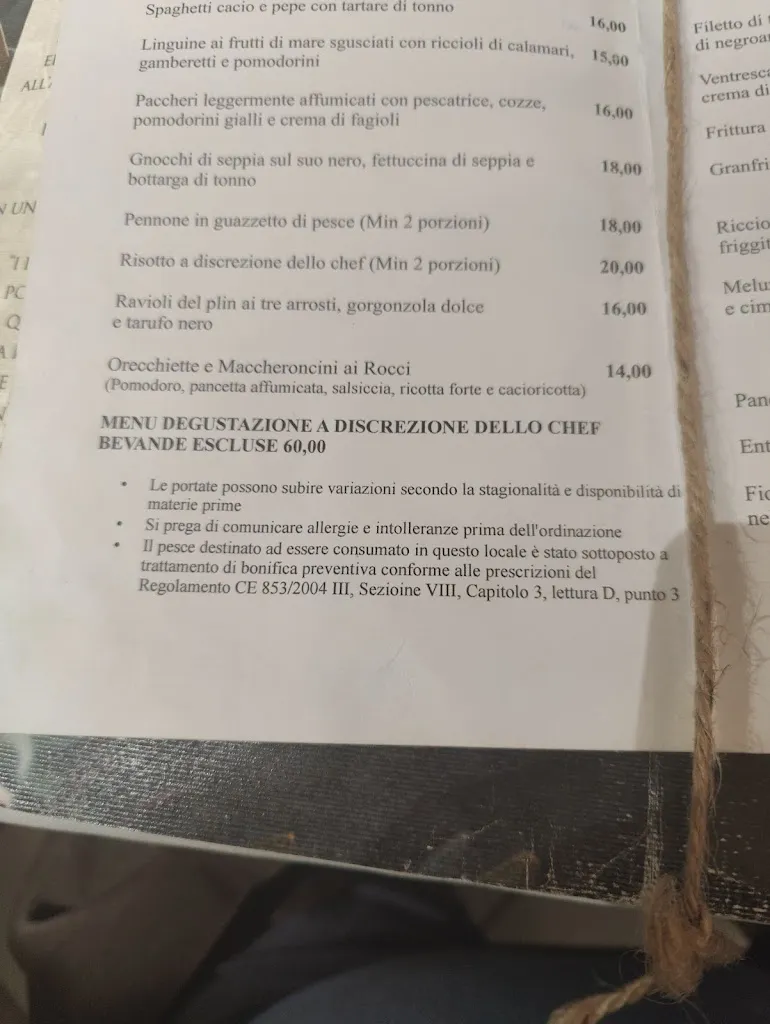 Spaghetti cacio e pepe con tartare di tonno
16,00
Linguine ai frutti di mare sgusciati con riccioli di calamari,
gamberetti e pomodorini
15,00
Paccheri leggermente affumicati con pescatrice, cozze,
pomodorini gialli e crema di fagioli
16,00
Gnocchi di seppia sul suo nero, fettuccina di seppia e
bottarga di tonno
18,00
Pennone in guazzetto di pesce (Min 2 porzioni)
18,00
Risotto a discrezione dello chef (Min 2 porzioni)
20,00
Ravioli del plin ai tre arrosti, gorgonzola dolce
e tarufo nero
16,00
Orecchiette e Maccheroncini ai Rocci
14,00
(Pomodoro, pancetta affumicata, salsiccia, ricotta forte e cacioricotta)
MENU DEGUSTAZIONE A DISCREZIONE DELLO CHEF
BEVANDE ESCLUSE 60,00
• Le portate possono subire variazioni secondo la stagionalità e disponibilità di
materie prime
• Si prega di comunicare allergie e intolleranze prima dell'ordinazione
• Il pesce destinato ad essere consumato in questo locale è stato sottoposto a
trattamento di bonifica preventiva conforme alle prescrizioni del
Regolamento CE 853/2004 III, Sezioine VIII, Capitolo 3, lettura D, punto 3
Filetto di
di negroa
Ventresca
crema di
Frittura
Granfri
Riccio
friggit
Melu
e cim
Pan
Ent
Fic
ne
ALL'
UN
PC
Q
E